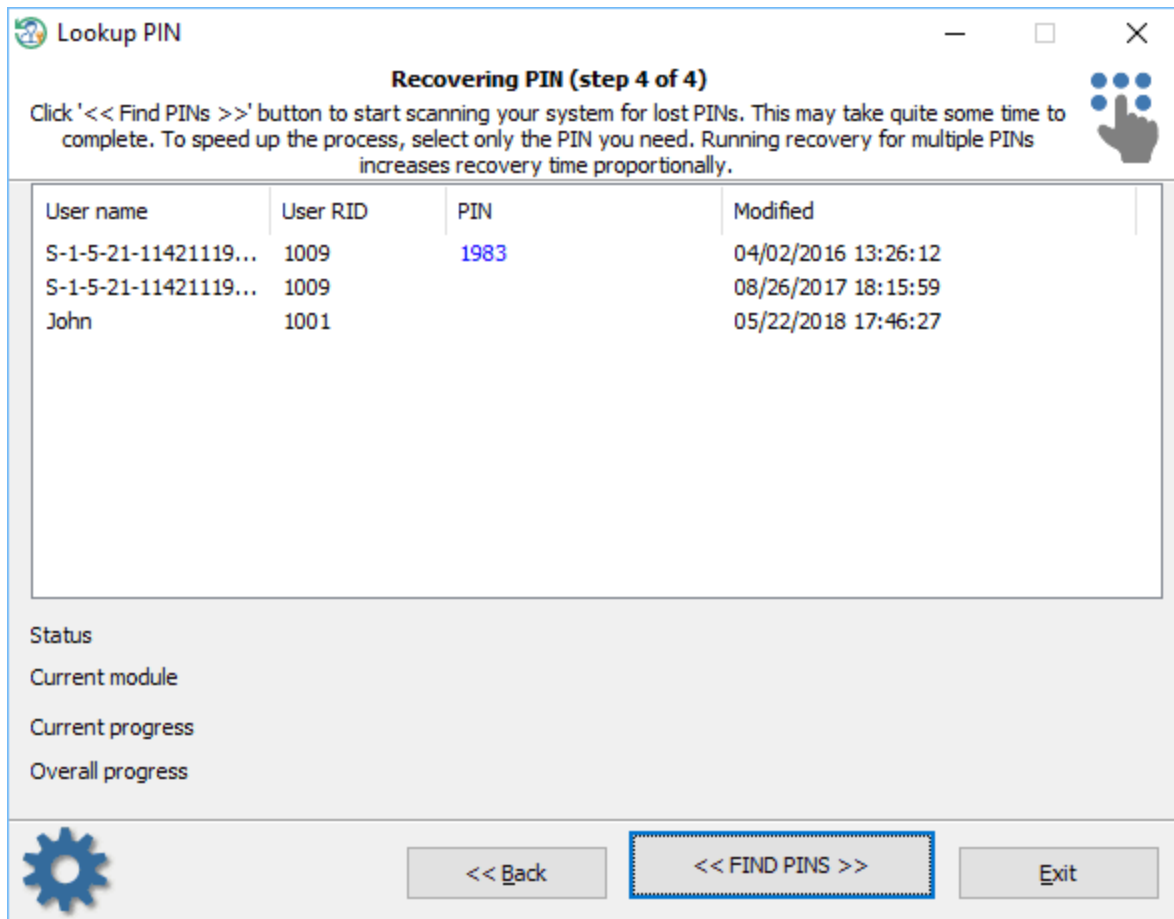 Lookup PIN
Recovering PIN (step 4 of 4)
Click '<< Find PINs >>' button to start scanning your system for lost PINs. This may take quite some time to
complete. To speed up the process, select only the PIN you need. Running recovery for multiple PINs
increases recovery time proportionally.
User name User RID PIN Modified
S-1-5-21-11421119... 1009 1983 04/02/2016 13:26:12
S-1-5-21-11421119... 1009 08/26/2017 18:15:59
John 1001 05/22/2018 17:46:27
Status
Current module
Current progress
Overall progress
<< Back << FIND PINS >> Exit